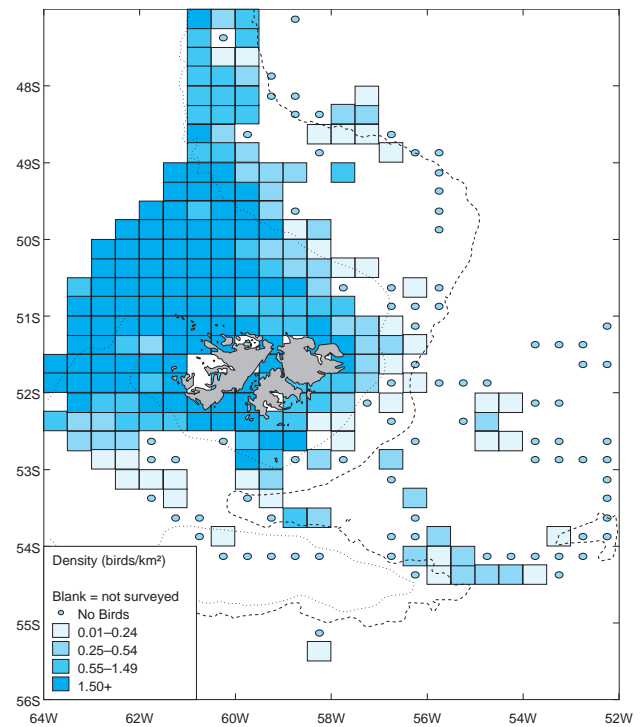 48S
49S
50S
51S
52S
53S
54S
55S
56S
Density (birds/km²)
Blank = not surveyed
No Birds
0.01–0.24
0.25–0.54
0.55–1.49
1.50+
64W
62W
60W
58W
56W
54W
52W